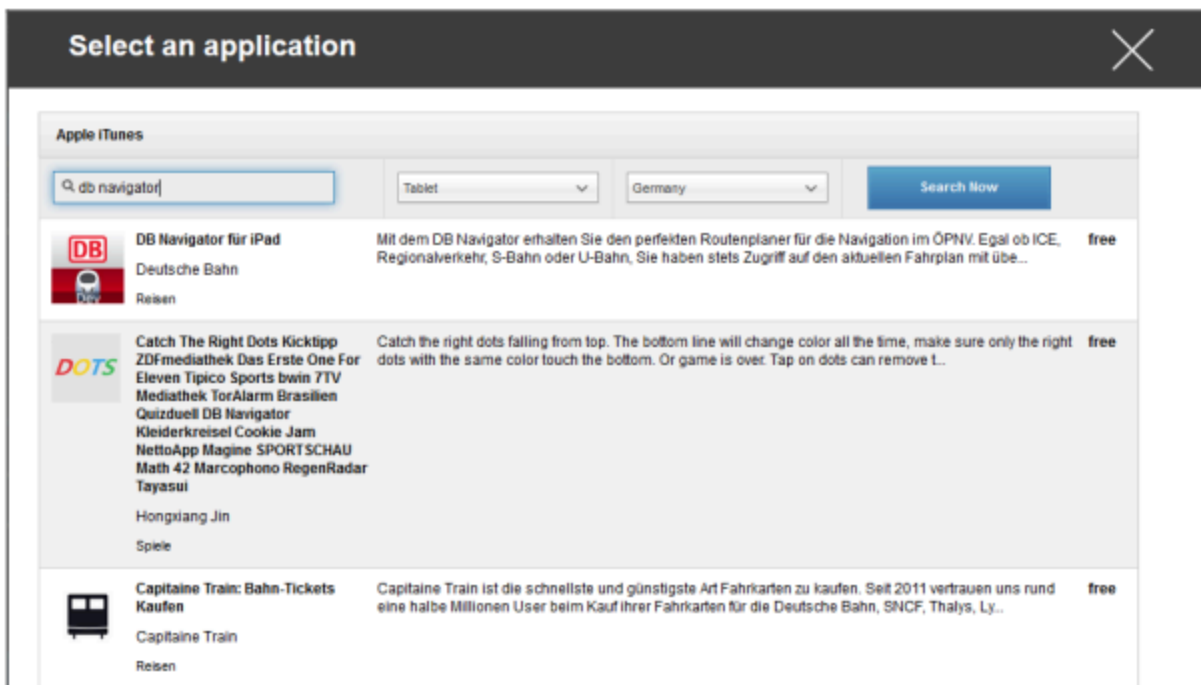 Select an application
Apple iTunes
db navigator
Tablet
Germany
Search Now
DB
Dev
DB Navigator für iPad
Deutsche Bahn
Reisen
Mit dem DB Navigator erhalten Sie den perfekten Routenplaner für die Navigation im ÖPNV. Egal ob ICE,
Regionalverkehr, S-Bahn oder U-Bahn, Sie haben stets Zugriff auf den aktuellen Fahrplan mit übe...
free
DOTS
Catch The Right Dots Kicktipp
ZDFmediathek Das Erste One For
Eleven Tipico Sports bwin 7TV
Mediathek TorAlarm Brasilien
Quizduell DB Navigator
Kleiderkreisel Cookie Jam
NettoApp Magine SPORTSCHAU
Math 42 Marcophono RegenRadar
Tayasui
Hongxiang Jin
Spiele
Catch the right dots falling from top. The bottom line will change color all the time, make sure only the right
dots with the same color touch the bottom. Or game is over. Tap on dots can remove t...
free
Capitaine Train: Bahn-Tickets
Kaufen
Capitaine Train
Reisen
Capitaine Train ist die schnellste und günstigste Art Fahrkarten zu kaufen. Seit 2011 vertrauen uns rund
eine halbe Millionen User beim Kauf ihrer Fahrkarten für die Deutsche Bahn, SNCF, Thalys, Ly...
free